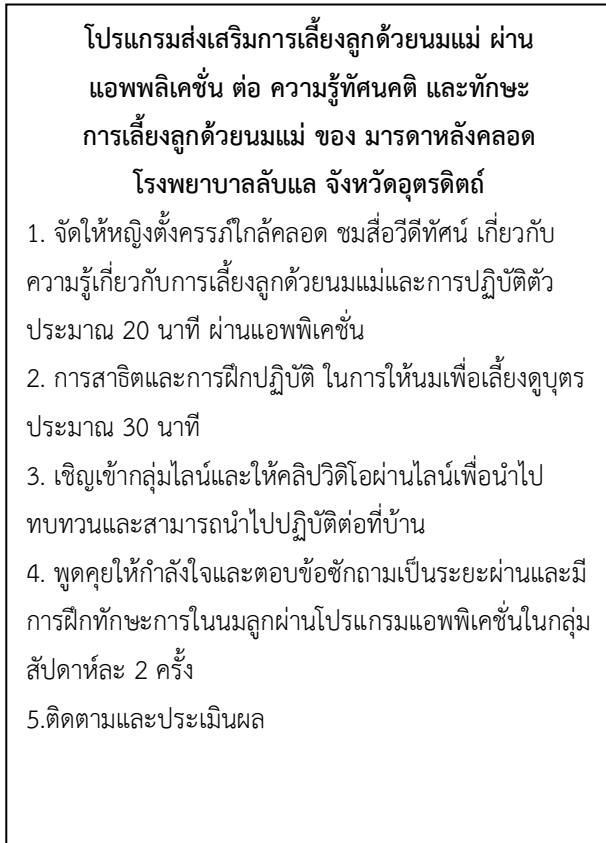 โปรแกรมส่งเสริมการเลี้ยงลูกด้วยนมแม่ ผ่าน
แอพพลิเคชั่น ต่อ ความรู้ทัศนคติ และทักษะ
การเลี้ยงลูกด้วยนมแม่ ของ มารดาหลังคลอด
โรงพยาบาลลับแล จังหวัดอุตรดิตถ์
1. จัดให้หญิงตั้งครรภ์ใกล้คลอด ชมสื่อวีดีทัศน์ เกี่ยวกับ
ความรู้เกี่ยวกับการเลี้ยงลูกด้วยนมแม่และการปฏิบัติตัว
ประมาณ 20 นาที ผ่านแอพพิเคชั่น
2. การสาธิตและการฝึกปฏิบัติ ในการให้นมเพื่อเลี้ยงดูบุตร
ประมาณ 30 นาที
3. เชิญเข้ากลุ่มไลน์และให้คลิปวิดิโอผ่านไลน์เพื่อนำไป
ทบทวนและสามารถนำไปปฏิบัติต่อที่บ้าน
4. พูดคุยให้กำลังใจและตอบข้อซักถามเป็นระยะผ่านและมี
การฝึกทักษะการในนมลูกผ่านโปรแกรมแอพพิเคชั่นในกลุ่ม
สัปดาห์ละ 2 ครั้ง
5.ติดตามและประเมินผล